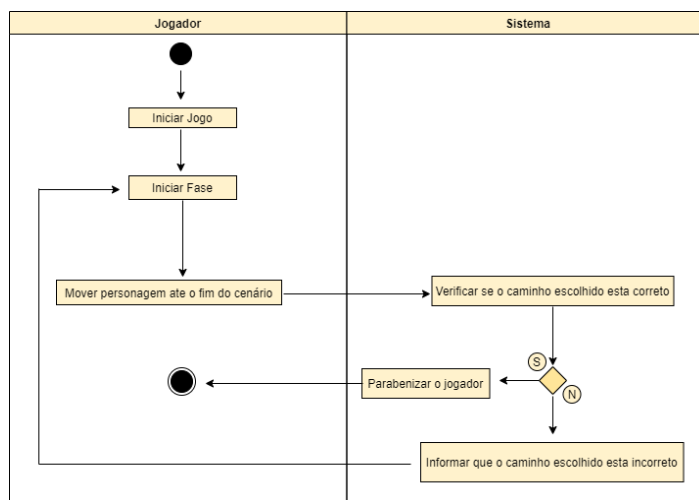 Jogador
Sistema
Iniciar Jogo
Iniciar Fase
Mover personagem ate o fim do cenário
Verificar se o caminho escolhido esta correto
S
Parabenizar o jogador
N
Informar que o caminho escolhido esta incorreto